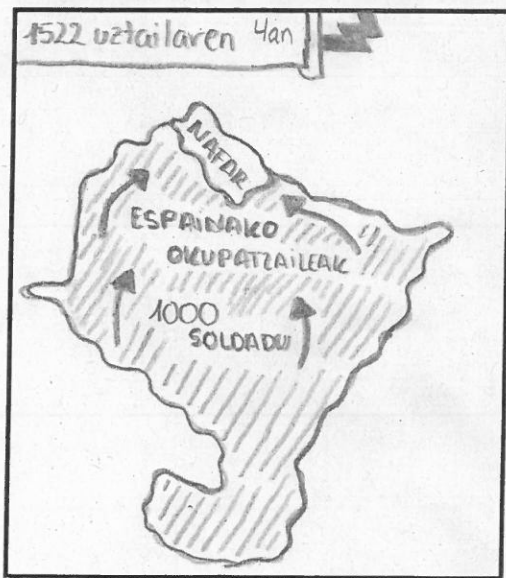 1522 uztailaren 4an
NAFAR
ESPAINAKO
OKUPATZAILEAK
1000
SOLDADU